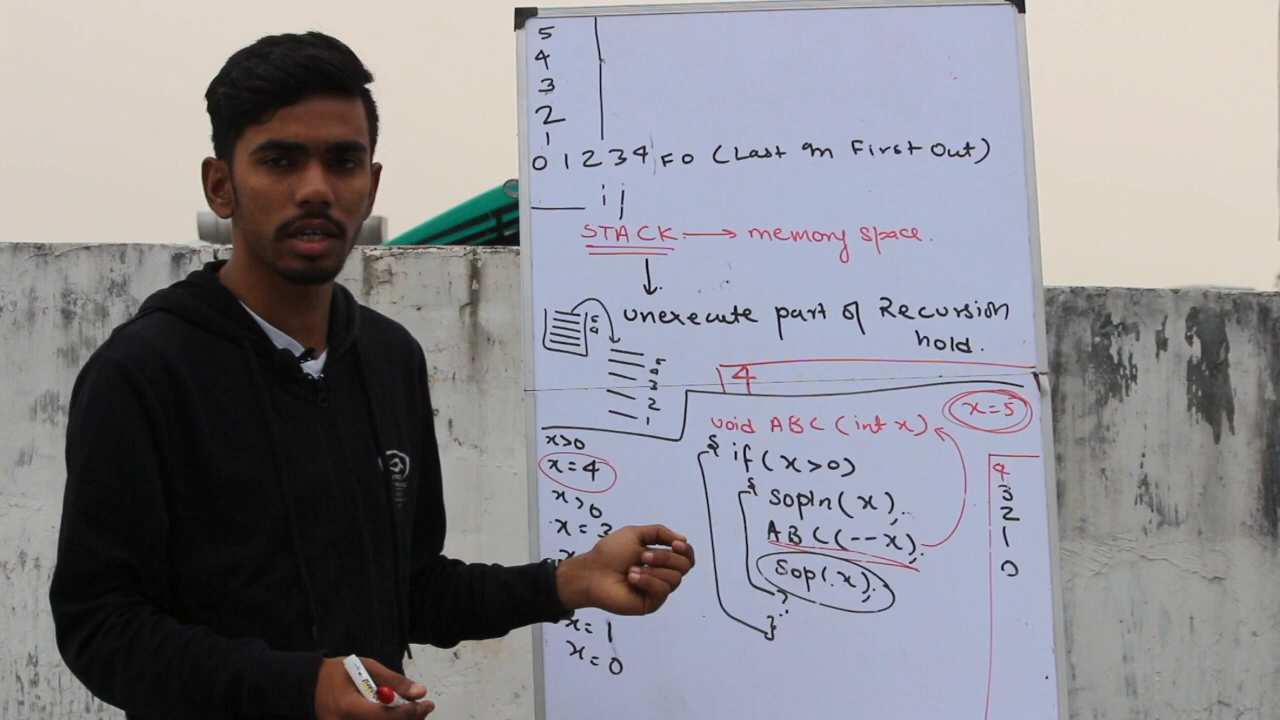 5
4
3
2
1
0 1 2 3 4 FO (Last In First Out)
STACK → memory space.
unexecute part of Recursion
hold.
5
4
3
2
1
4
x=5
void ABC(int x)
{ if(x>0)
{ Sopln(x);
ABC(--x);
Sop(x);
}
}
x>0
x=4
x>0
x=3
x=1
x=0
4
3
2
1
0